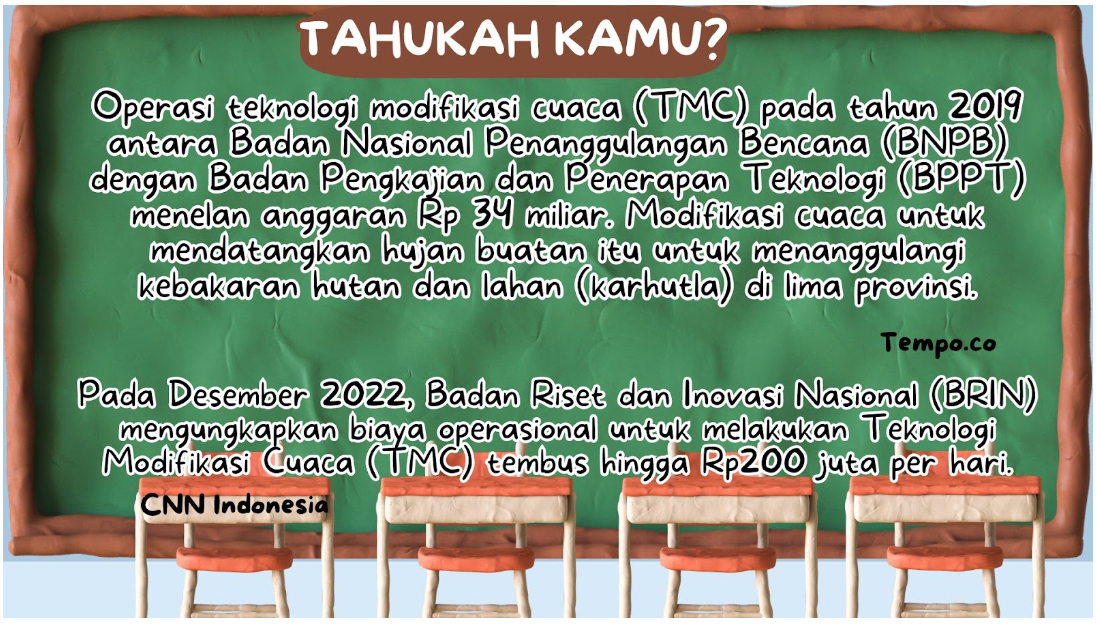 TAHUKAH KAMU?
Operasi teknologi modifikasi cuaca (TMC) pada tahun 2019
antara Badan Nasional Penanggulangan Bencana (BNPB)
dengan Badan Pengkajian dan Penerapan Teknologi (BPPT)
menelan anggaran Rp 34 miliar. Modifikasi cuaca untuk
mendatangkan hujan buatan itu untuk menanggulangi
kebakaran hutan dan lahan (karhutla) di lima provinsi.
Tempo.co
Pada Desember 2022, Badan Riset dan Inovasi Nasional (BRIN)
mengungkapkan biaya operasional untuk melakukan Teknologi
Modifikasi Cuaca (TMC) tembus hingga Rp200 juta per hari.
CNN Indonesia